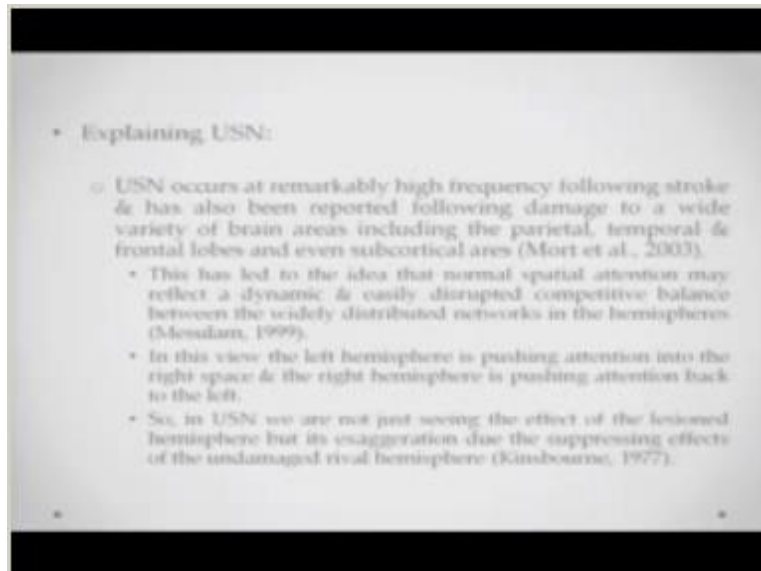 • Explaining USN:
o USN occurs at remarkably high frequency following stroke
& has also been reported following damage to a wide
variety of brain areas including the parietal, temporal &
frontal lobes and even subcortical ares (Mort et al., 2003).
• This has led to the idea that normal spatial attention may
reflect a dynamic & easily disrupted competitive balance
between the widely distributed networks in the hemispheres
(Mesulam, 1999).
• In this view the left hemisphere is pushing attention into the
right space & the right hemisphere is pushing attention back
to the left.
• So, in USN we are not just seeing the effect of the lesioned
hemisphere but its exaggeration due the suppressing effects
of the undamaged rival hemisphere (Kinsbourne, 1977).